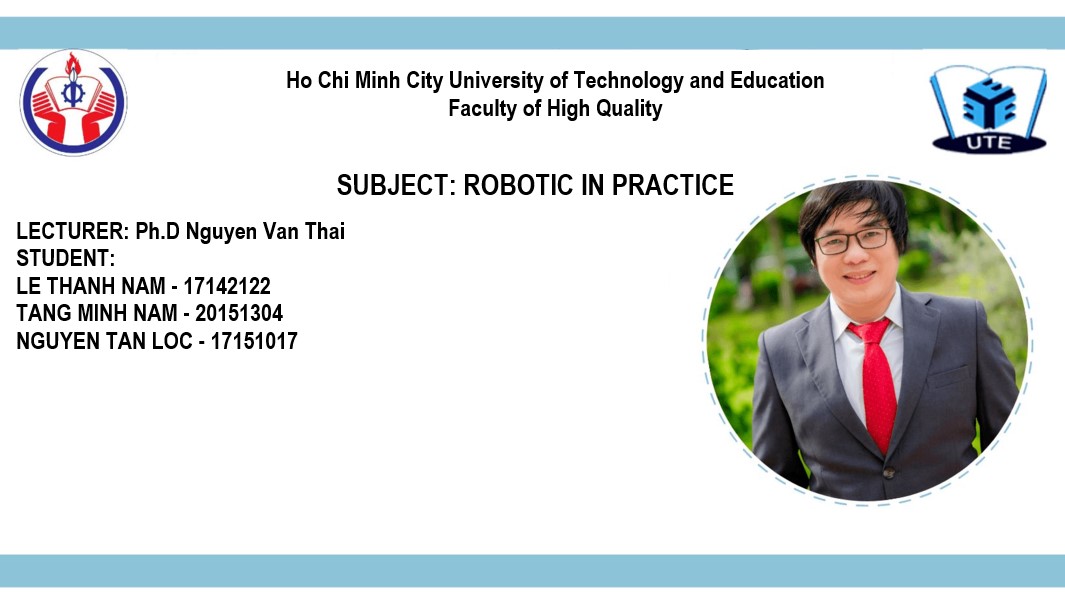 Ho Chi Minh City University of Technology and Education
Faculty of High Quality
UTE
SUBJECT: ROBOTIC IN PRACTICE
LECTURER: Ph.D Nguyen Van Thai
STUDENT:
LE THANH NAM - 17142122
TANG MINH NAM - 20151304
NGUYEN TAN LOC - 17151017